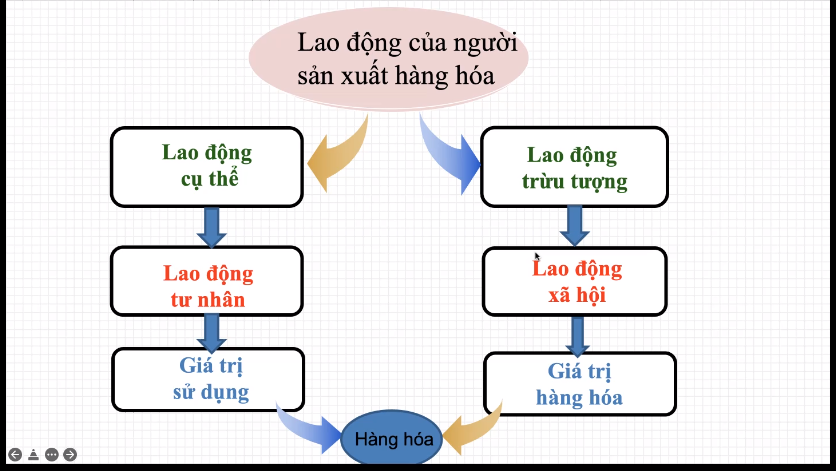 Lao động của người
sản xuất hàng hóa
Lao động
cụ thể
Lao động
trừu tượng
Lao động
tư nhân
Lao động
xã hội
Giá trị
sử dụng
Giá trị
hàng hóa
Hàng hóa